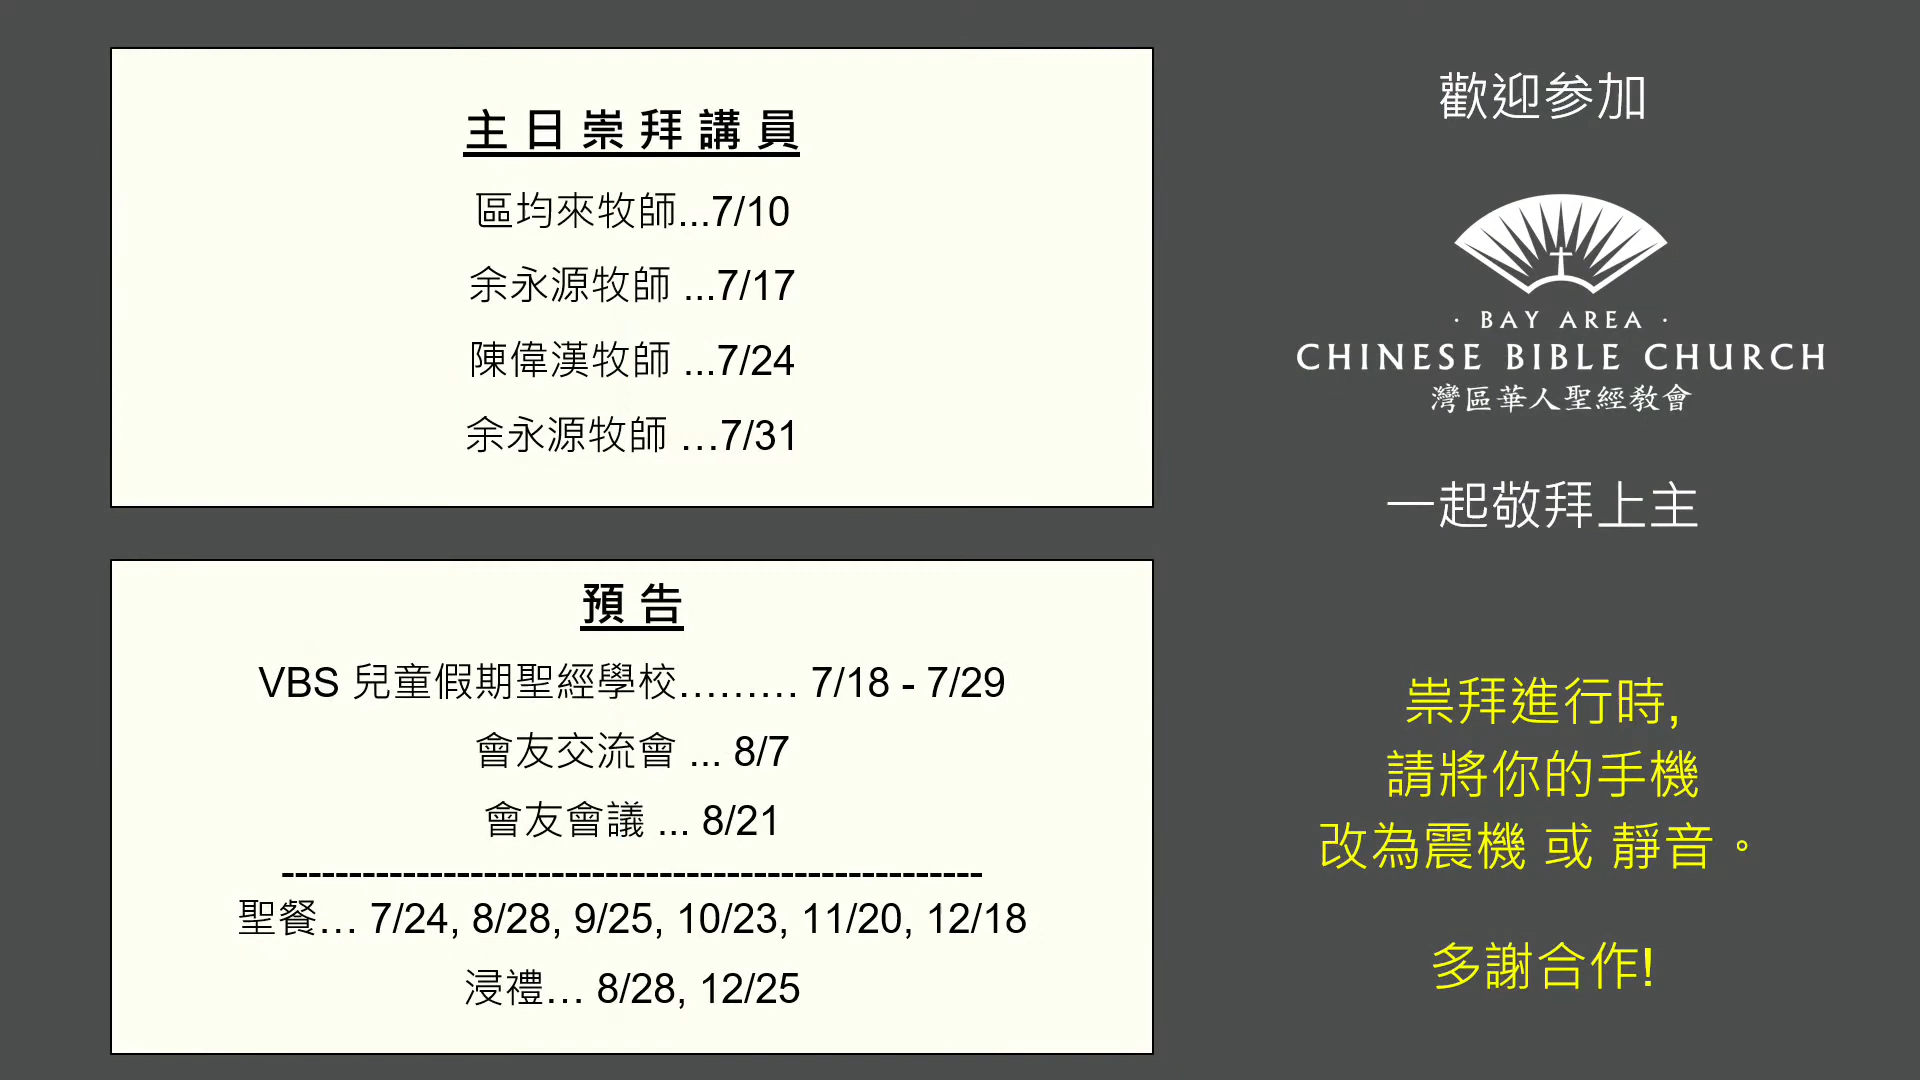 主日崇拜講員
區均來牧師...7/10
余永源牧師 ...7/17
陳偉漢牧師 ...7/24
余永源牧師 …7/31
預告
VBS 兒童假期聖經學校……… 7/18 - 7/29
會友交流會 ... 8/7
會友會議 ... 8/21
----------------------------------------------------
聖餐… 7/24, 8/28, 9/25, 10/23, 11/20, 12/18
浸禮… 8/28, 12/25
歡迎参加
· BAY AREA ·
CHINESE BIBLE CHURCH
灣區華人聖經教會
一起敬拜上主
祟拜進行時,
請將你的手機
改為震機 或 靜音。
多謝合作!